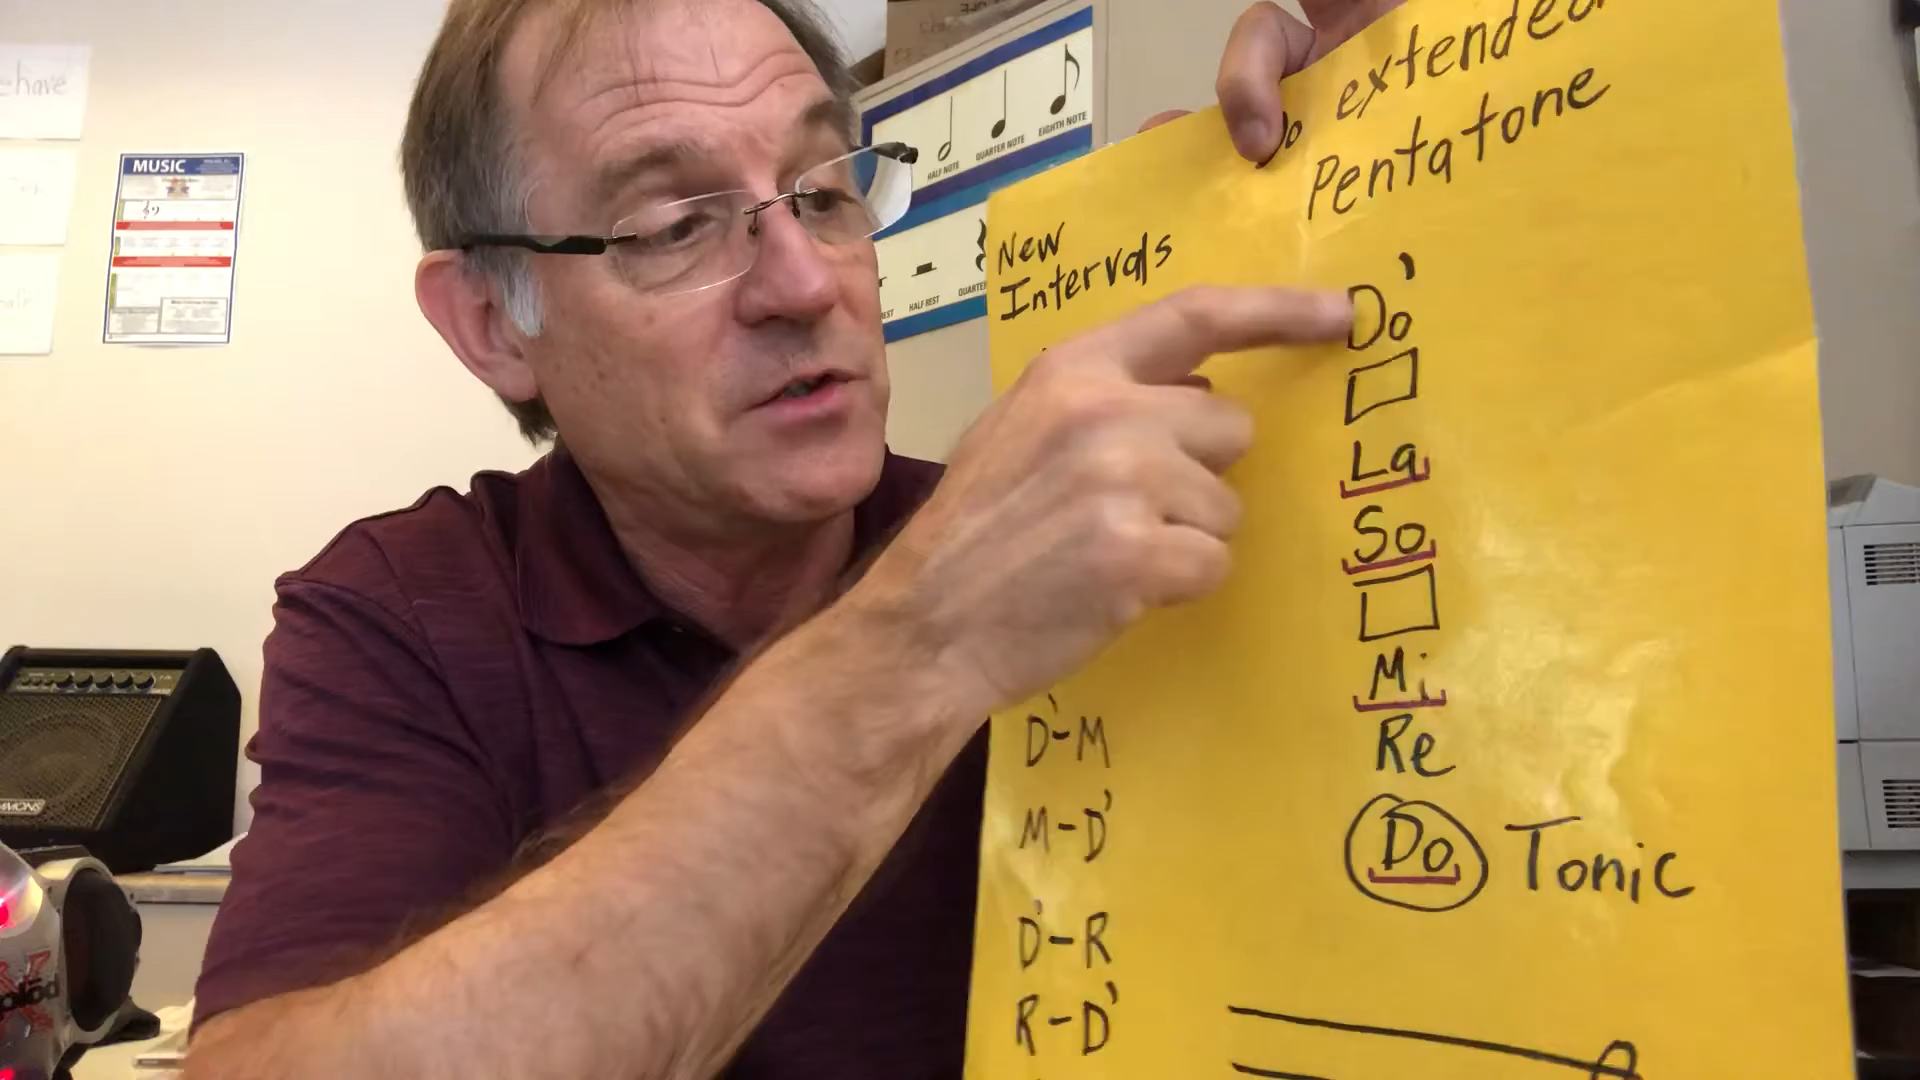 have
MUSIC
HALF NOTE
QUARTER NOTE
EIGHTH NOTE
HALF REST
Do extended
Pentatone
New
Intervals
Do'
La
So
Mi
Re
Do Tonic
D'-M
M-D'
D'-R
R-D'